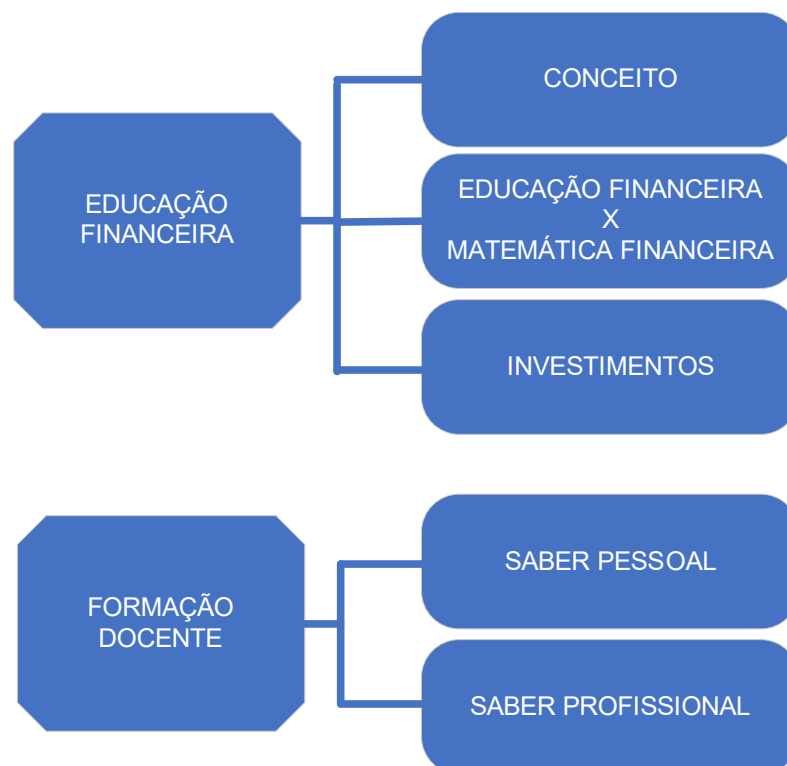 EDUCAÇÃO
FINANCEIRA
CONCEITO
EDUCAÇÃO FINANCEIRA
X
MATEMÁTICA FINANCEIRA
INVESTIMENTOS
FORMAÇÃO
DOCENTE
SABER PESSOAL
SABER PROFISSIONAL